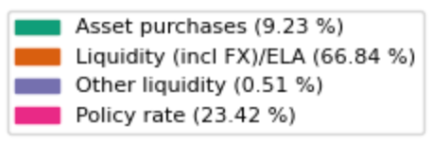 Asset purchases (9.23 %)
Liquidity (incl FX)/ELA (66.84 %)
Other liquidity (0.51 %)
Policy rate (23.42 %)